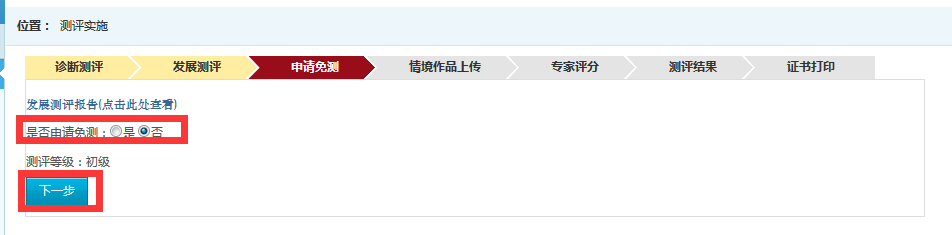 位置： 测评实施
诊断测评 发展测评 申请免测 情境作品上传 专家评分 测评结果 证书打印
发展测评报告(点击此处查看)
是否申请免测：是 否
测评等级：初级
下一步